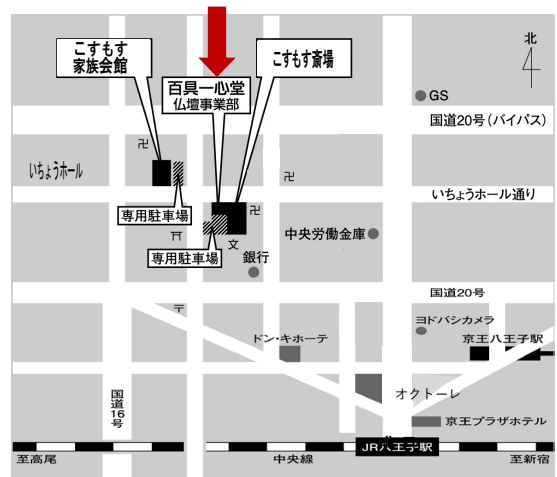 こすもす
家族会館
百具一心堂
仏壇事業部
こすもす斎場
北
GS
国道20号(バイパス)
いちょうホール
いちょうホール通り
専用駐車場
中央労働金庫
専用駐車場
文
銀行
国道20号
〒
ヨドバシカメラ
ドン・キホーテ
京王八王子駅
国道16号
オクトーレ
京王プラザホテル
JR八王子駅
至高尾
中央線
至新宿